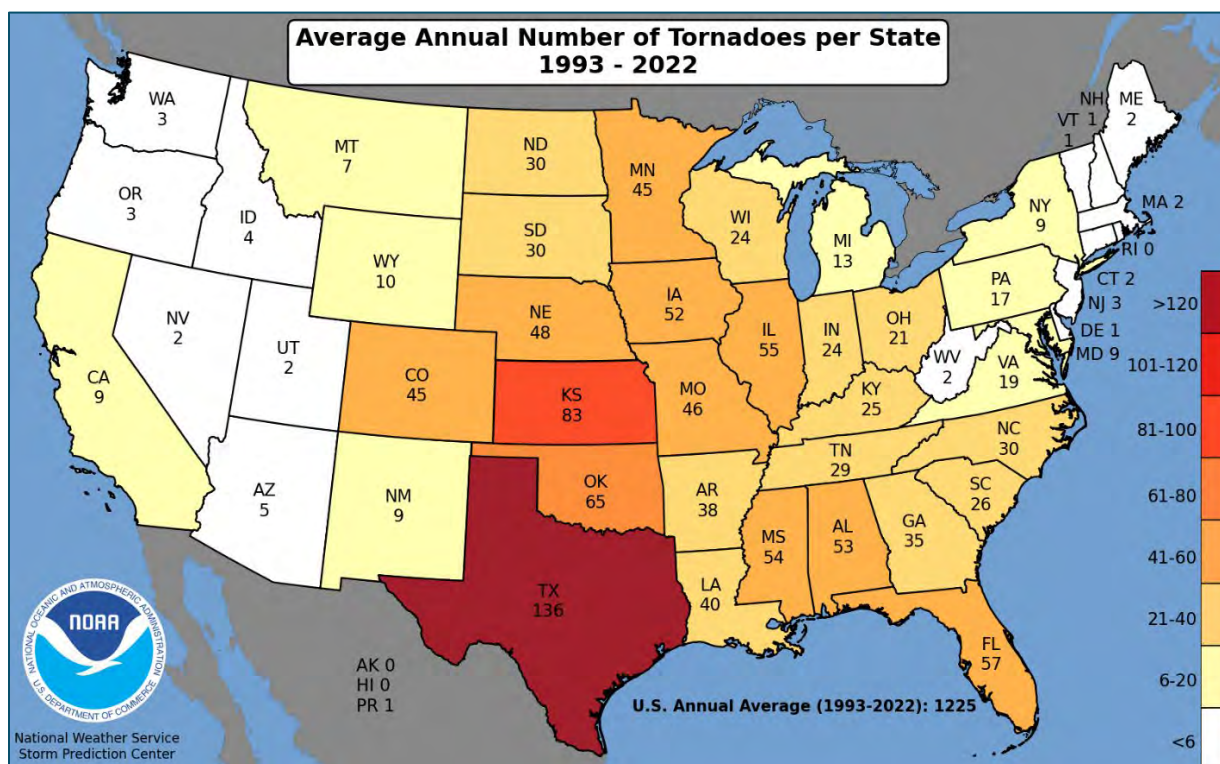 Average Annual Number of Tornadoes per State
1993 - 2022
WA
3
OR
3
ID
4
MT
7
WY
10
CA
9
NV
2
UT
2
AZ
5
NM
9
CO
45
ND
30
SD
30
NE
48
KS
83
OK
65
TX
136
MN
45
IA
52
MO
46
AR
38
LA
40
WI
24
IL
55
MS
54
MI
13
IN
24
OH
21
KY
25
TN
29
AL
53
GA
35
FL
57
SC
26
NC
30
VA
19
WV
2
PA
17
NY
9
VT
1
NH
1
ME
2
MA 2
RI 0
CT 2
NJ 3
DE 1
MD 9
>120
101-120
81-100
61-80
41-60
21-40
6-20
<6
AK 0
HI 0
PR 1
U.S. Annual Average (1993-2022): 1225
NATIONAL OCEANIC AND ATMOSPHERIC ADMINISTRATION
NOAA
U.S. DEPARTMENT OF COMMERCE
National Weather Service
Storm Prediction Center